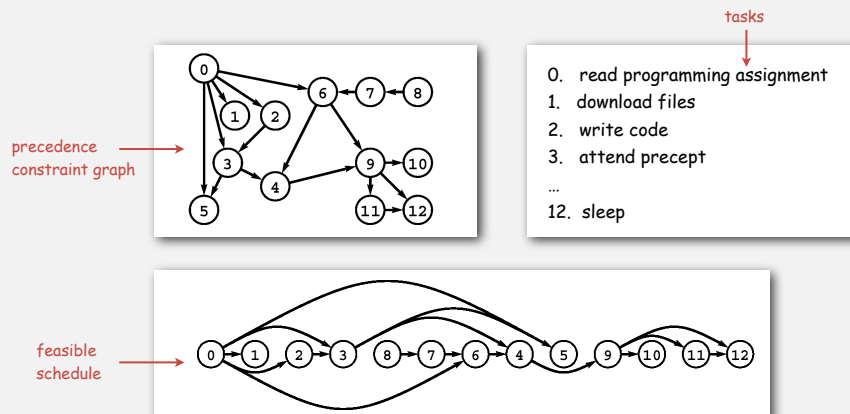 tasks
0. read programming assignment
1. download files
2. write code
3. attend precept
...
12. sleep
precedence
constraint graph
0
6 7 8
1 2
3 9 10
4
5 11 12
feasible
schedule
0 1 2 3 8 7 6 4 5 9 10 11 12